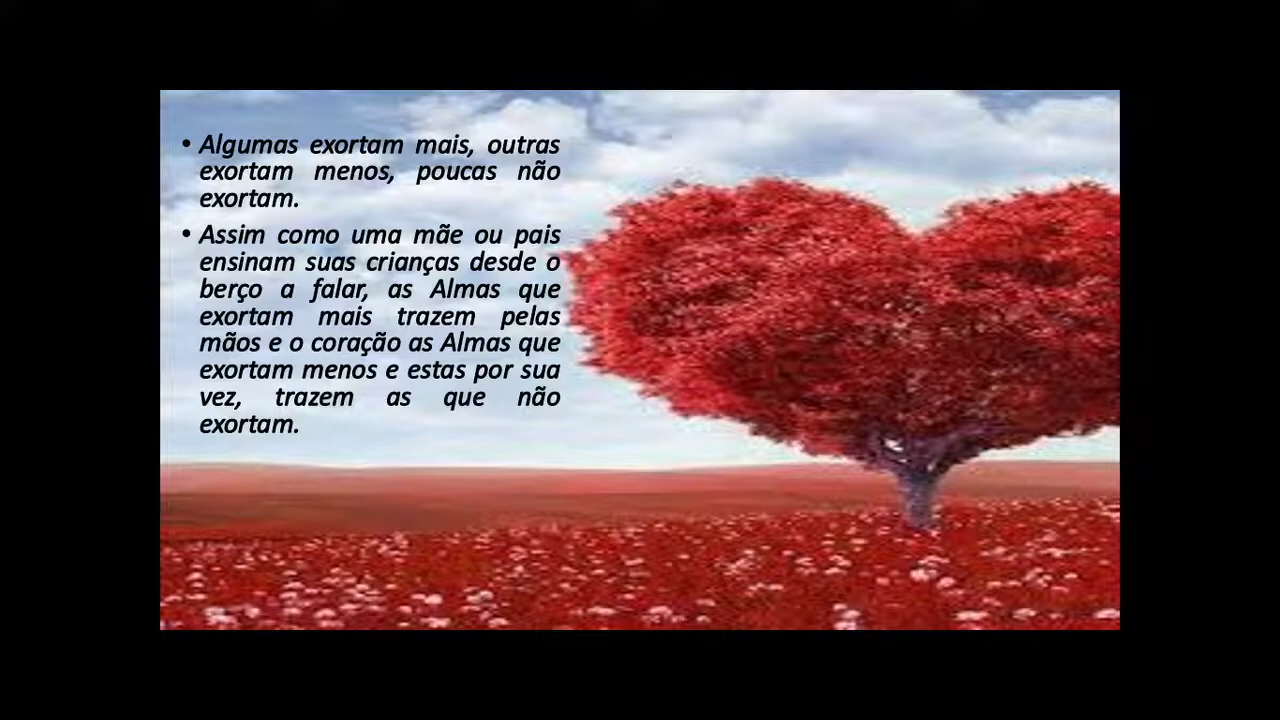 • Algumas exortam mais, outras
exortam menos, poucas não
exortam.
• Assim como uma mãe ou pais
ensinam suas crianças desde o
berço a falar, as Almas que
exortam mais trazem pelas
mãos e o coração as Almas que
exortam menos e estas por sua
vez, trazem as que não
exortam.